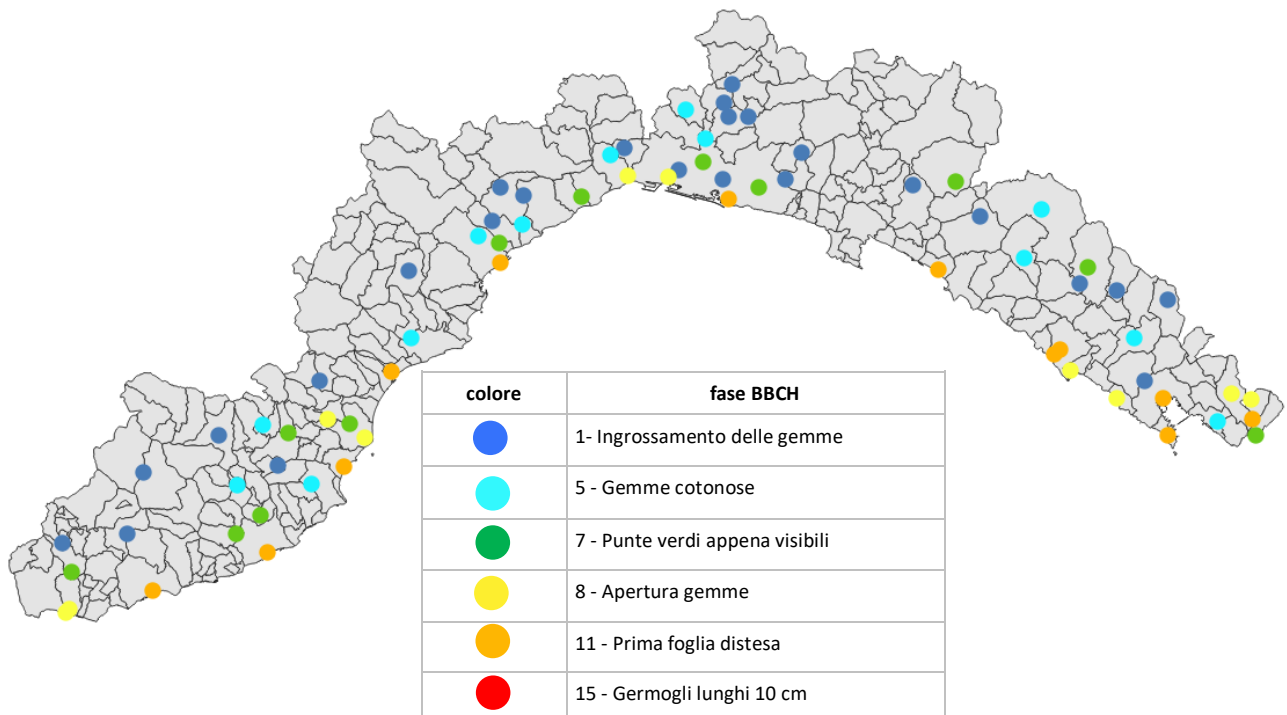 colore fase BBCH
1- Ingrossamento delle gemme
5 - Gemme cotonose
7 - Punte verdi appena visibili
8 - Apertura gemme
11 - Prima foglia distesa
15 - Germogli lunghi 10 cm